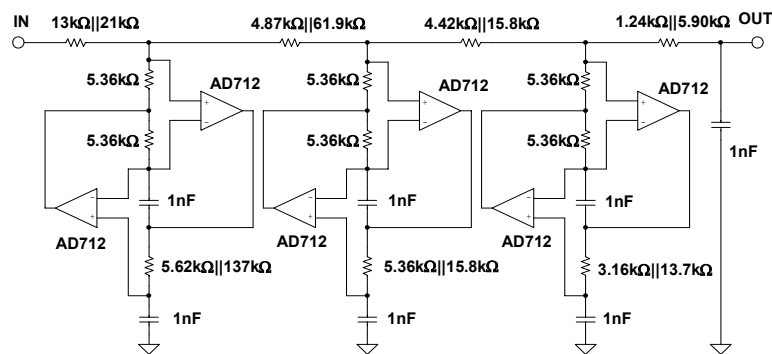 IN 13kΩ||21kΩ 4.87kΩ||61.9kΩ 4.42kΩ||15.8kΩ 1.24kΩ||5.90kΩ OUT
5.36kΩ AD712 5.36kΩ AD712 5.36kΩ AD712
+ + +
− − −
5.36kΩ 5.36kΩ 5.36kΩ
1nF
− 1nF − 1nF − 1nF
+ + +
AD712 AD712 AD712
5.62kΩ||137kΩ 5.36kΩ||15.8kΩ 3.16kΩ||13.7kΩ
1nF 1nF 1nF